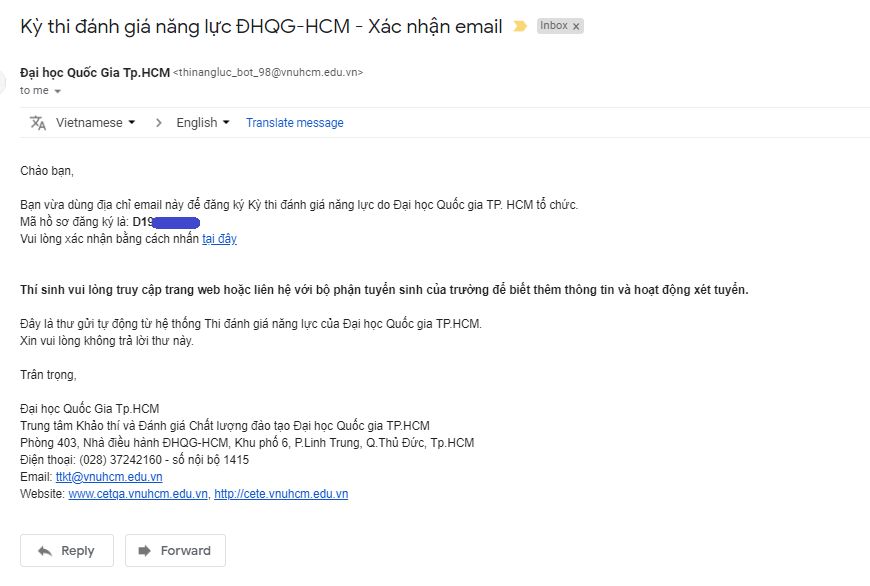 Kỳ thi đánh giá năng lực ĐHQG-HCM - Xác nhận email
Inbox x
Đại học Quốc Gia Tp.HCM <thinangluc_bot_98@vnuhcm.edu.vn>
to me
Vietnamese > English Translate message
Chào bạn,
Bạn vừa dùng địa chỉ email này để đăng ký Kỳ thi đánh giá năng lực do Đại học Quốc gia TP. HCM tổ chức.
Mã hồ sơ đăng ký là: D19
Vui lòng xác nhận bằng cách nhấn tại đây
Thí sinh vui lòng truy cập trang web hoặc liên hệ với bộ phận tuyển sinh của trường để biết thêm thông tin và hoạt động xét tuyển.
Đây là thư gửi tự động từ hệ thống Thi đánh giá năng lực của Đại học Quốc gia TP.HCM.
Xin vui lòng không trả lời thư này.
Trân trọng,
Đại học Quốc Gia Tp.HCM
Trung tâm Khảo thí và Đánh giá Chất lượng đào tạo Đại học Quốc gia TP.HCM
Phòng 403, Nhà điều hành ĐHQG-HCM, Khu phố 6, P.Linh Trung, Q.Thủ Đức, Tp.HCM
Điện thoại: (028) 37242160 - số nội bộ 1415
Email: ttkt@vnuhcm.edu.vn
Website: www.cetqa.vnuhcm.edu.vn, http://cete.vnuhcm.edu.vn
Reply
Forward